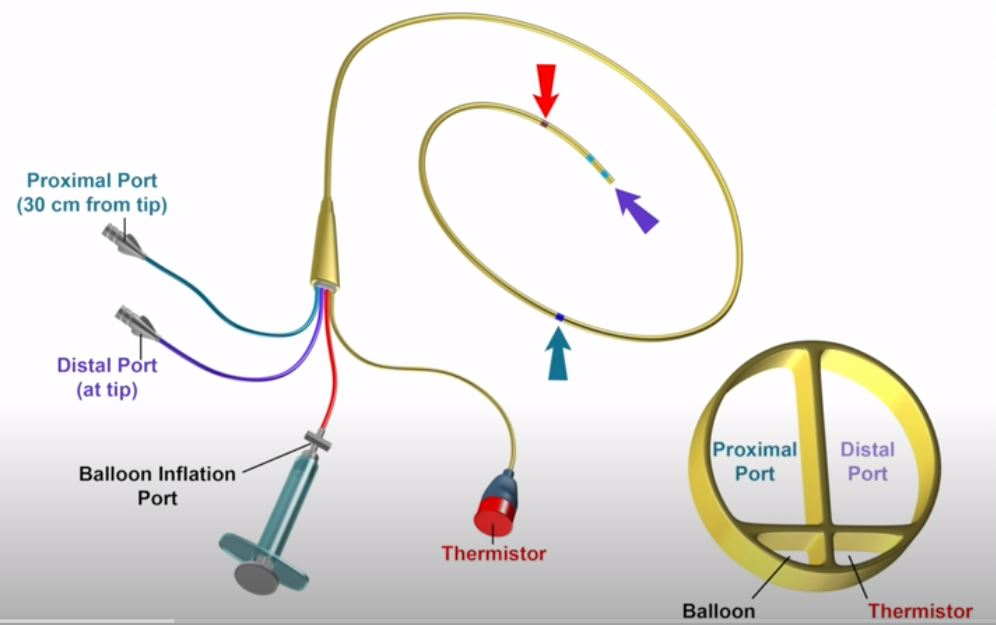 Proximal Port
(30 cm from tip)
Distal Port
(at tip)
Balloon Inflation
Port
Thermistor
Proximal
Port
Distal
Port
Balloon
Thermistor